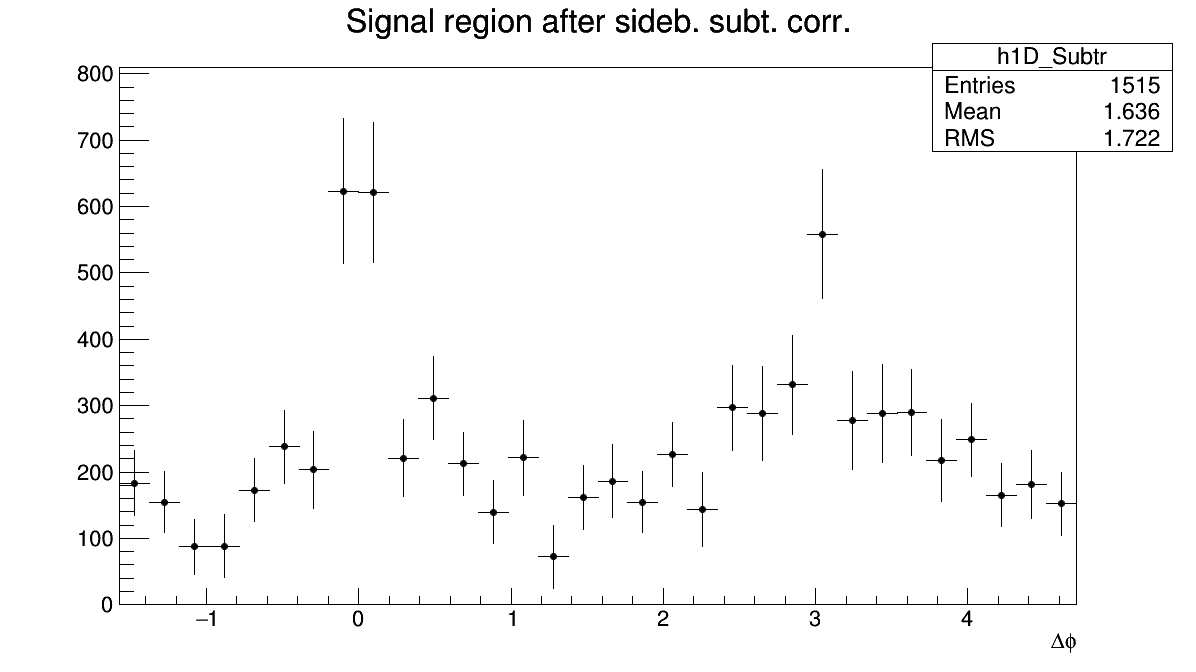 Signal region after sideb. subt. corr.
h1D_Subtr
Entries 1515
Mean 1.636
RMS 1.722
800
700
600
500
400
300
200
100
0
−1 0 1 2 3 4
Δϕ